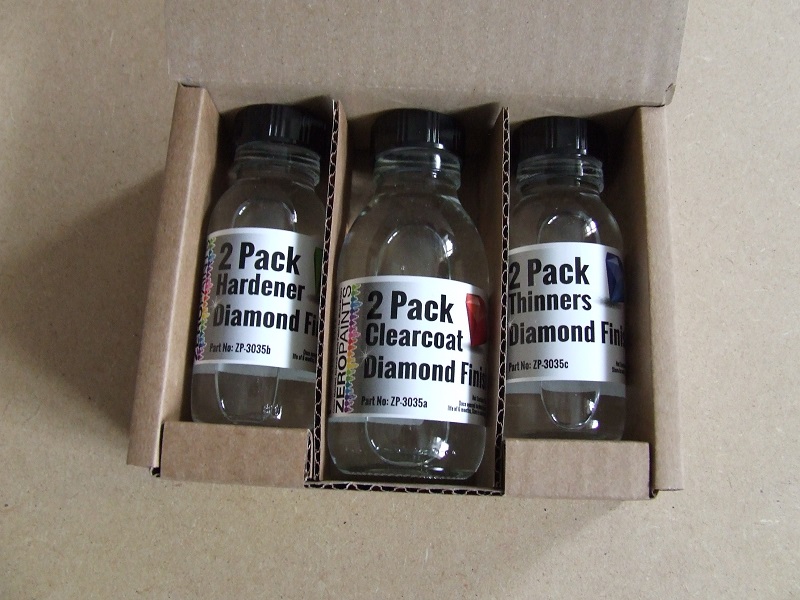 2 Pack
Hardener
Diamond Fi
Part No: ZP-3035b
ZEROPAINTS
2 Pack
Clearcoat
Diamond Finis
Part No: ZP-3035a
2 Pack
Thinners
Diamond Fini
Part No: ZP-3035c